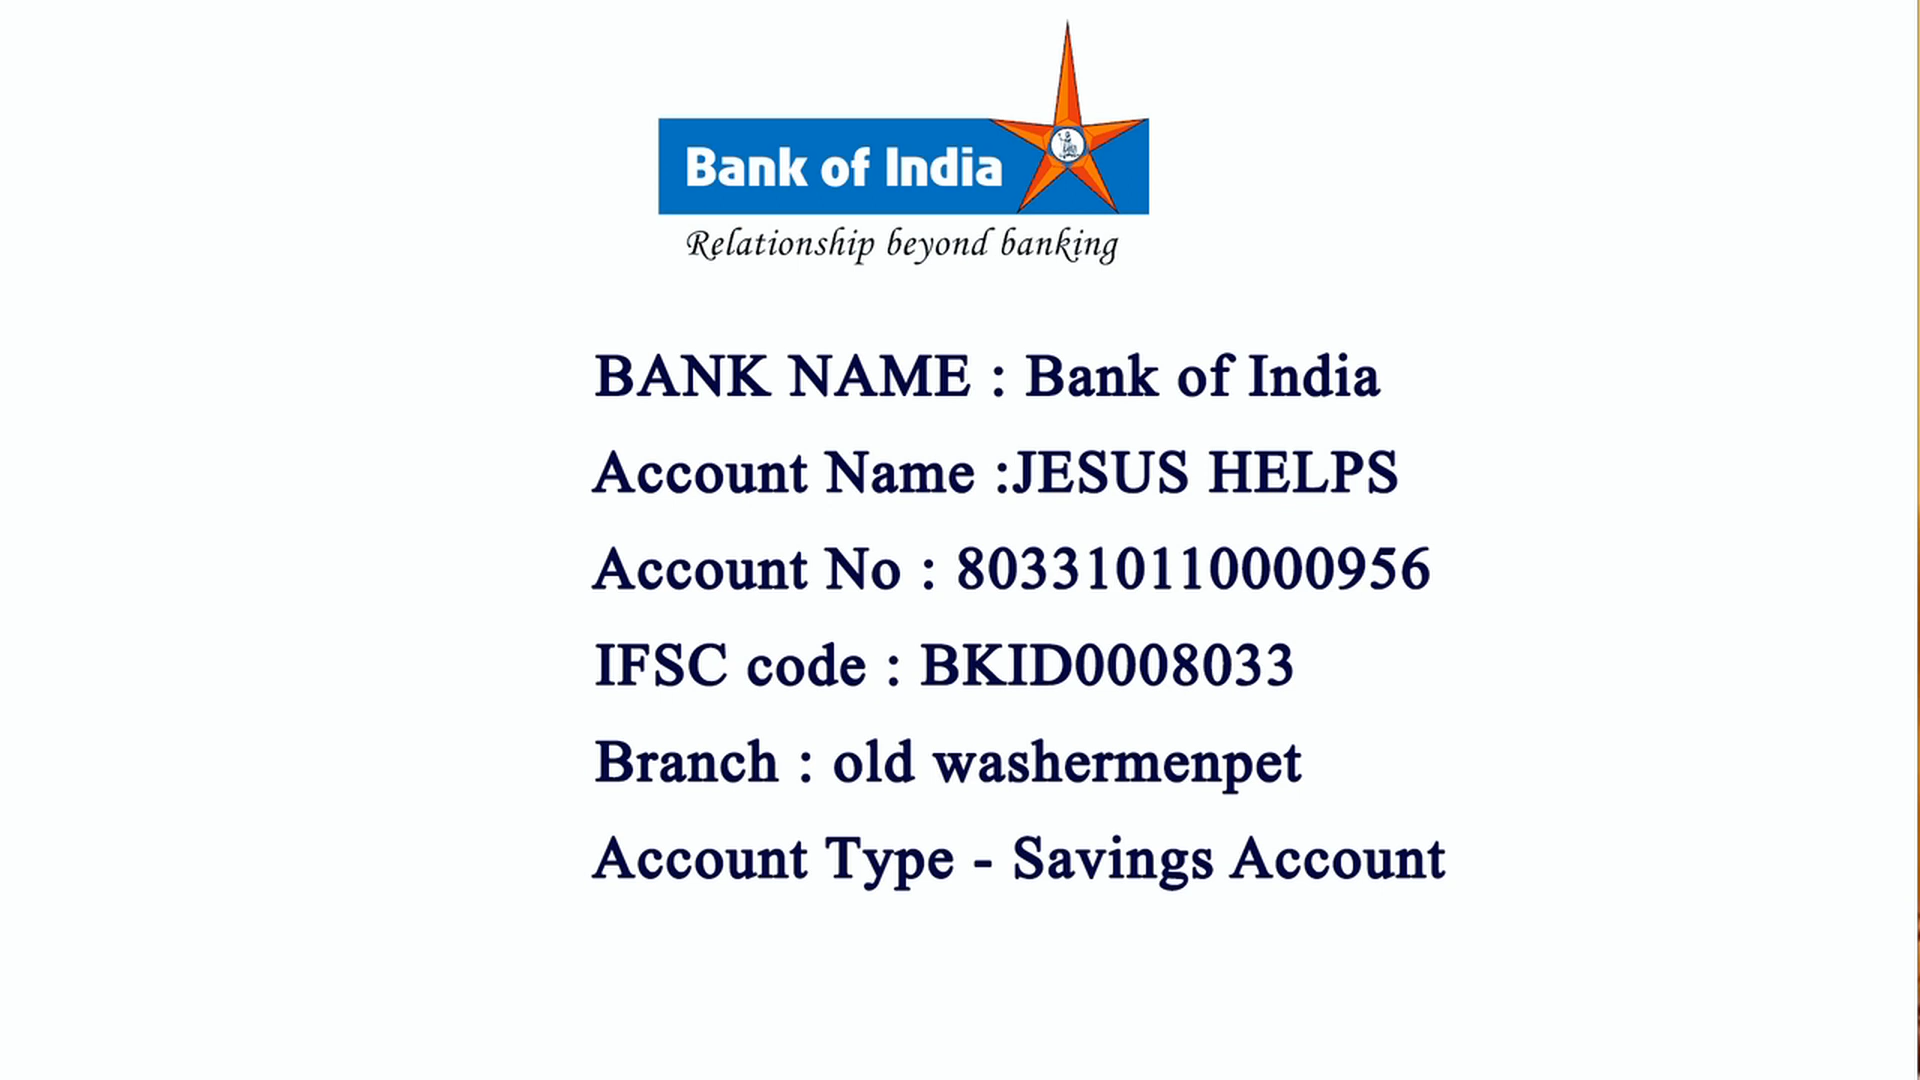 Bank of India
Relationship beyond banking
BANK NAME : Bank of India
Account Name :JESUS HELPS
Account No : 803310110000956
IFSC code : BKID0008033
Branch : old washermenpet
Account Type - Savings Account